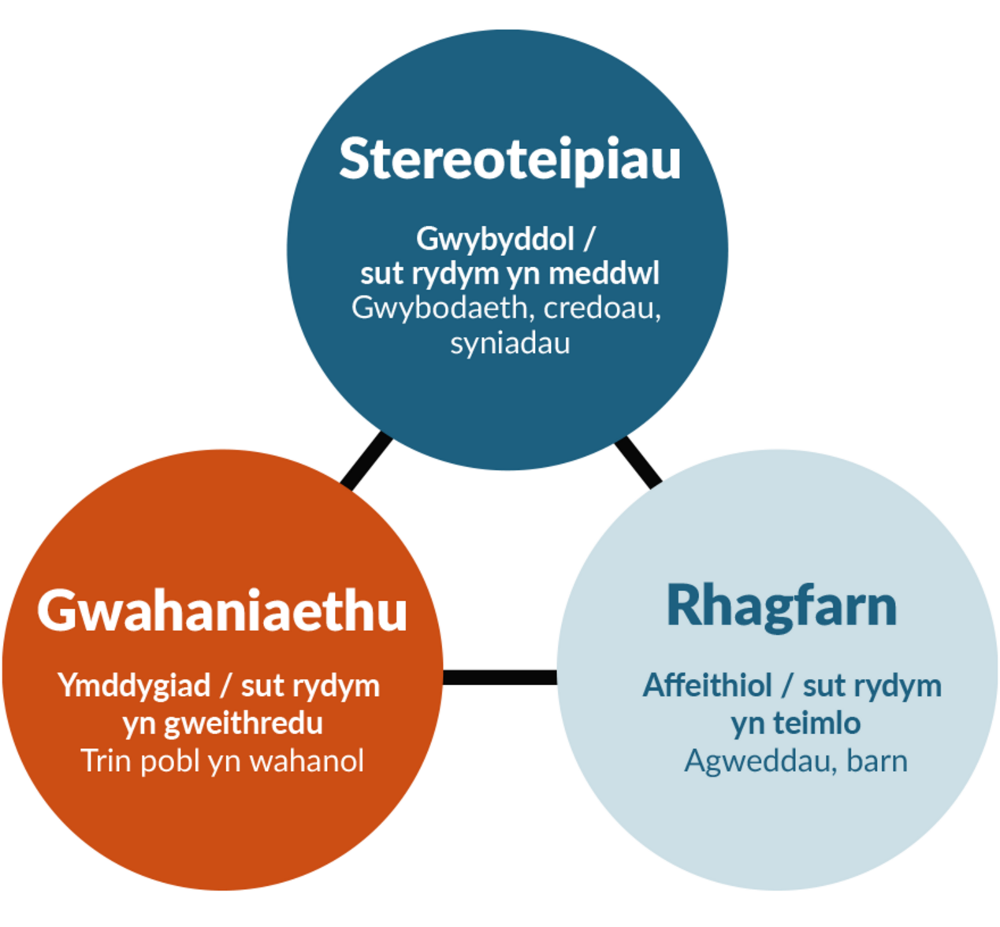 Stereoteipiau
Gwybyddol /
sut rydym yn meddwl
Gwybodaeth, credoau,
syniadau
Gwahaniaethu
Ymddygiad / sut rydym
yn gweithredu
Trin pobl yn wahanol
Rhagfarn
Affeithiol / sut rydym
yn teimlo
Agweddau, barn